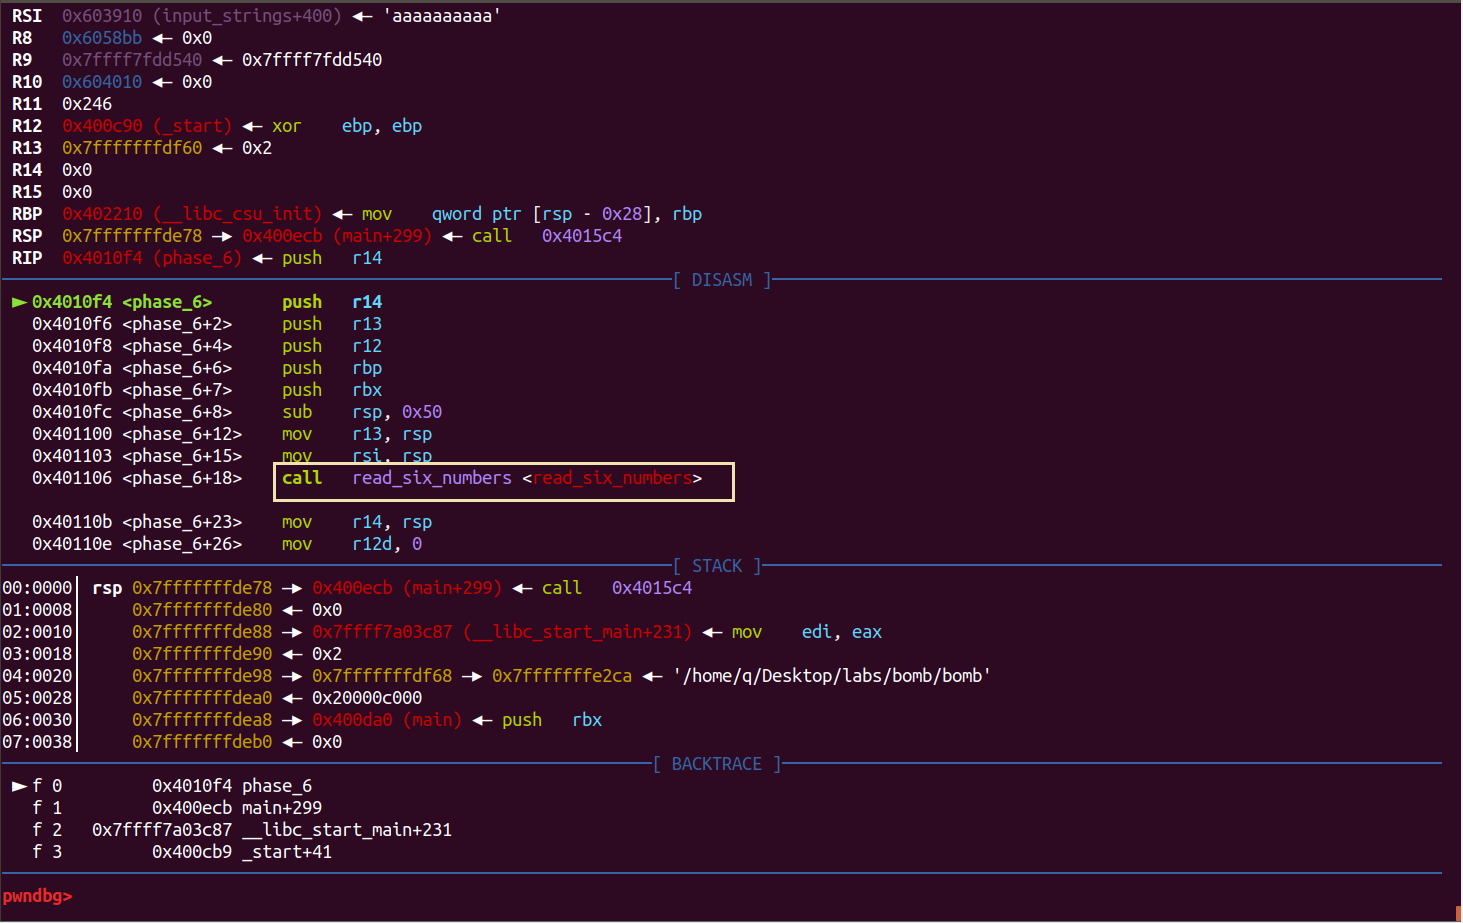 RSI 0x603910 (input_strings+400) ◂— 'aaaaaaaaaa'
R8 0x6058bb ◂— 0x0
R9 0x7ffff7fdd540 ◂— 0x7ffff7fdd540
R10 0x604010 ◂— 0x0
R11 0x246
R12 0x400c90 (_start) ◂— xor ebp, ebp
R13 0x7fffffffdf60 ◂— 0x2
R14 0x0
R15 0x0
RBP 0x402210 (__libc_csu_init) ◂— mov qword ptr [rsp - 0x28], rbp
RSP 0x7fffffffde78 —▸ 0x400ecb (main+299) ◂— call 0x4015c4
RIP 0x4010f4 (phase_6) ◂— push r14
[ DISASM ]
► 0x4010f4 <phase_6> push r14
0x4010f6 <phase_6+2> push r13
0x4010f8 <phase_6+4> push r12
0x4010fa <phase_6+6> push rbp
0x4010fb <phase_6+7> push rbx
0x4010fc <phase_6+8> sub rsp, 0x50
0x401100 <phase_6+12> mov r13, rsp
0x401103 <phase_6+15> mov rsi, rsp
0x401106 <phase_6+18> call read_six_numbers <read_six_numbers>
0x40110b <phase_6+23> mov r14, rsp
0x40110e <phase_6+26> mov r12d, 0
[ STACK ]
00:0000│ rsp 0x7fffffffde78 —▸ 0x400ecb (main+299) ◂— call 0x4015c4
01:0008│ 0x7fffffffde80 ◂— 0x0
02:0010│ 0x7fffffffde88 —▸ 0x7ffff7a03c87 (__libc_start_main+231) ◂— mov edi, eax
03:0018│ 0x7fffffffde90 ◂— 0x2
04:0020│ 0x7fffffffde98 —▸ 0x7fffffffdf68 —▸ 0x7fffffffe2ca ◂— '/home/q/Desktop/labs/bomb/bomb'
05:0028│ 0x7fffffffdea0 ◂— 0x20000c000
06:0030│ 0x7fffffffdea8 —▸ 0x400da0 (main) ◂— push rbx
07:0038│ 0x7fffffffdeb0 ◂— 0x0
[ BACKTRACE ]
► f 0 0x4010f4 phase_6
f 1 0x400ecb main+299
f 2 0x7ffff7a03c87 __libc_start_main+231
f 3 0x400cb9 _start+41
pwndbg>